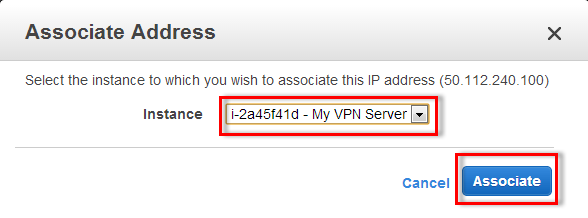 Associate Address
Select the instance to which you wish to associate this IP address (50.112.240.100)
Instance i-2a45f41d - My VPN Server
Cancel Associate